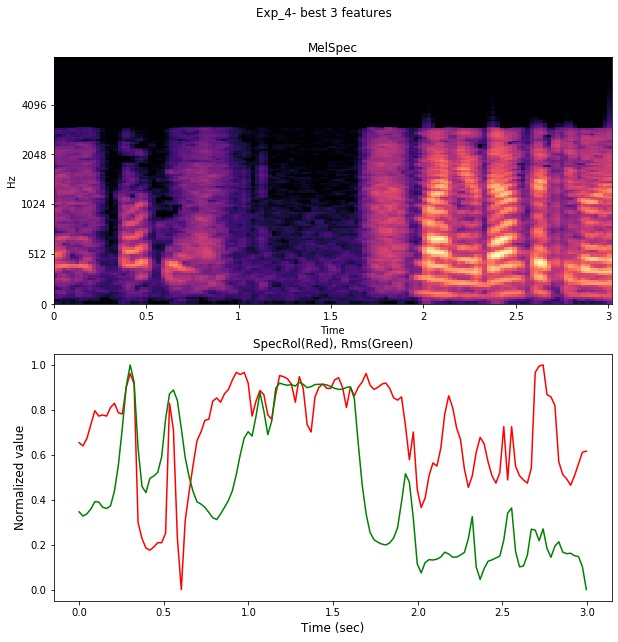 Exp_4- best 3 features
MelSpec
4096
2048
1024
512
0
Hz
0 0.5 1 1.5 2 2.5 3
Time
SpecRol(Red), Rms(Green)
1.0
0.8
0.6
0.4
0.2
0.0
Normalized value
0.0 0.5 1.0 1.5 2.0 2.5 3.0
Time (sec)